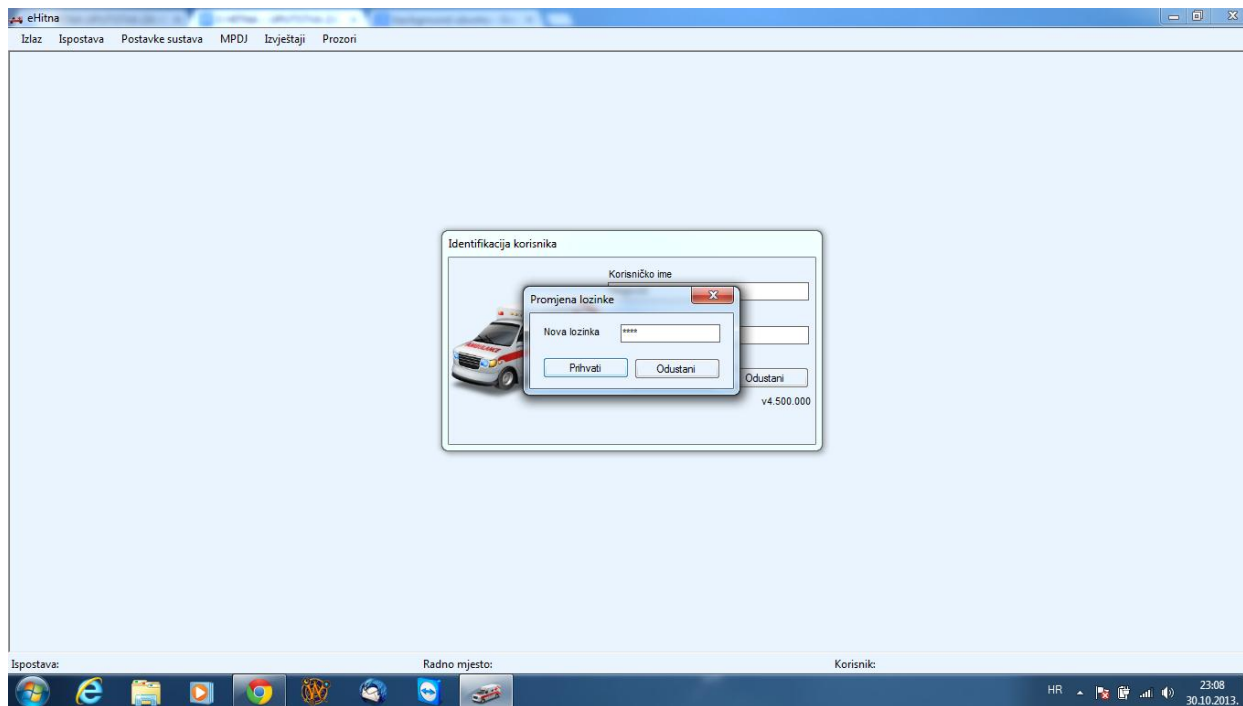 eHitna
Izlaz Ispostava Postavke sustava MPDJ Izvještaji Prozori
Identifikacija korisnika
Korisničko ime
Promjena lozinke
Nova lozinka ****
Prihvati Odustani
Odustani
v4.500.000
AMBULANCE
Ispostava: Radno mjesto: Korisnik:
HR 23:08
30.10.2013.